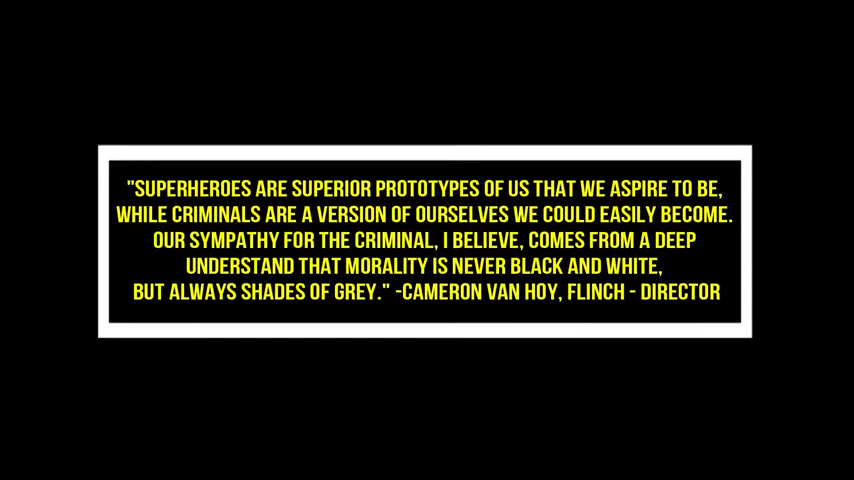 "SUPERHEROES ARE SUPERIOR PROTOTYPES OF US THAT WE ASPIRE TO BE,
WHILE CRIMINALS ARE A VERSION OF OURSELVES WE COULD EASILY BECOME.
OUR SYMPATHY FOR THE CRIMINAL, I BELIEVE, COMES FROM A DEEP
UNDERSTAND THAT MORALITY IS NEVER BLACK AND WHITE,
BUT ALWAYS SHADES OF GREY." -CAMERON VAN HOY, FLINCH - DIRECTOR